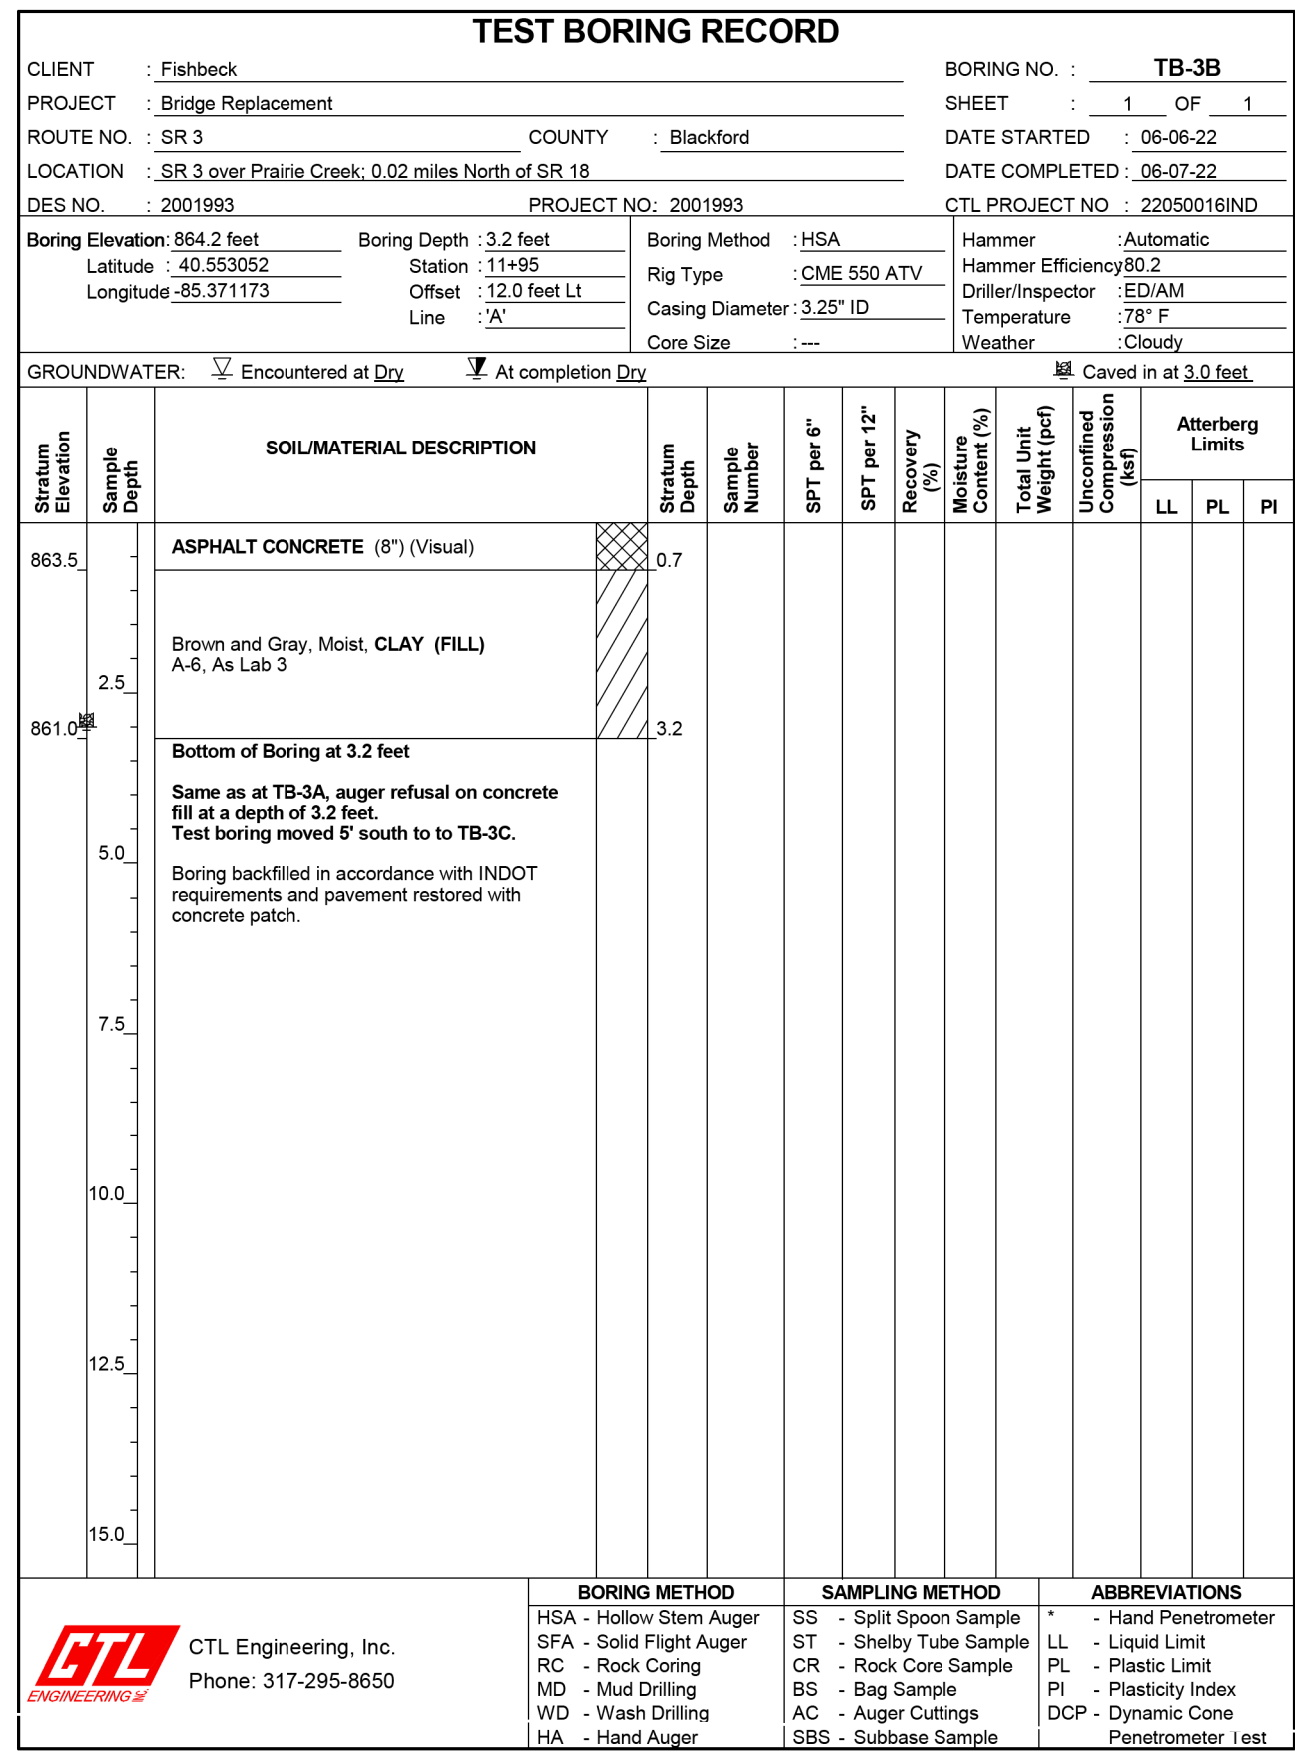 TEST BORING RECORD
CLIENT : Fishbeck BORING NO. : TB-3B
PROJECT : Bridge Replacement SHEET : 1 OF 1
ROUTE NO. : SR 3 COUNTY : Blackford DATE STARTED : 06-06-22
LOCATION : SR 3 over Prairie Creek; 0.02 miles North of SR 18 DATE COMPLETED : 06-07-22
DES NO. : 2001993 PROJECT NO.: 2001993 CTL PROJECT NO : 22050016IND
Boring Elevation: 864.2 feet Boring Depth : 3.2 feet Boring Method : HSA Hammer : Automatic
Latitude : 40.553052 Station : 11+95 Rig Type : CME 550 ATV Hammer Efficiency 80.2
Longitude -85.371173 Offset : 12.0 feet Lt Casing Diameter : 3.25" ID Driller/Inspector : ED/AM
Line : 'A' Temperature : 78° F
Core Size : --- Weather : Cloudy
GROUNDWATER: Encountered at Dry At completion Dry Caved in at 3.0 feet
Stratum Elevation Sample Depth SOIL/MATERIAL DESCRIPTION Stratum Depth Sample Number SPT per 6" SPT per 12" Recovery (%) Moisture Content (%) Total Unit Weight (pcf) Unconfined Compression (ksf) Atterberg Limits
LL PL PI
ASPHALT CONCRETE (8") (Visual)
863.5 0.7
Brown and Gray, Moist, CLAY (FILL)
A-6, As Lab 3
2.5
861.0 3.2
Bottom of Boring at 3.2 feet
Same as at TB-3A, auger refusal on concrete
fill at a depth of 3.2 feet.
Test boring moved 5' south to to TB-3C.
5.0
Boring backfilled in accordance with INDOT
requirements and pavement restored with
concrete patch.
7.5
10.0
12.5
15.0
BORING METHOD SAMPLING METHOD ABBREVIATIONS
HSA - Hollow Stem Auger SS - Split Spoon Sample * - Hand Penetrometer
SFA - Solid Flight Auger ST - Shelby Tube Sample LL - Liquid Limit
RC - Rock Coring CR - Rock Core Sample PL - Plastic Limit
MD - Mud Drilling BS - Bag Sample PI - Plasticity Index
WD - Wash Drilling AC - Auger Cuttings DCP - Dynamic Cone
HA - Hand Auger SBS - Subbase Sample Penetrometer Test
CTL
ENGINEERING INC.
CTL Engineering, Inc.
Phone: 317-295-8650